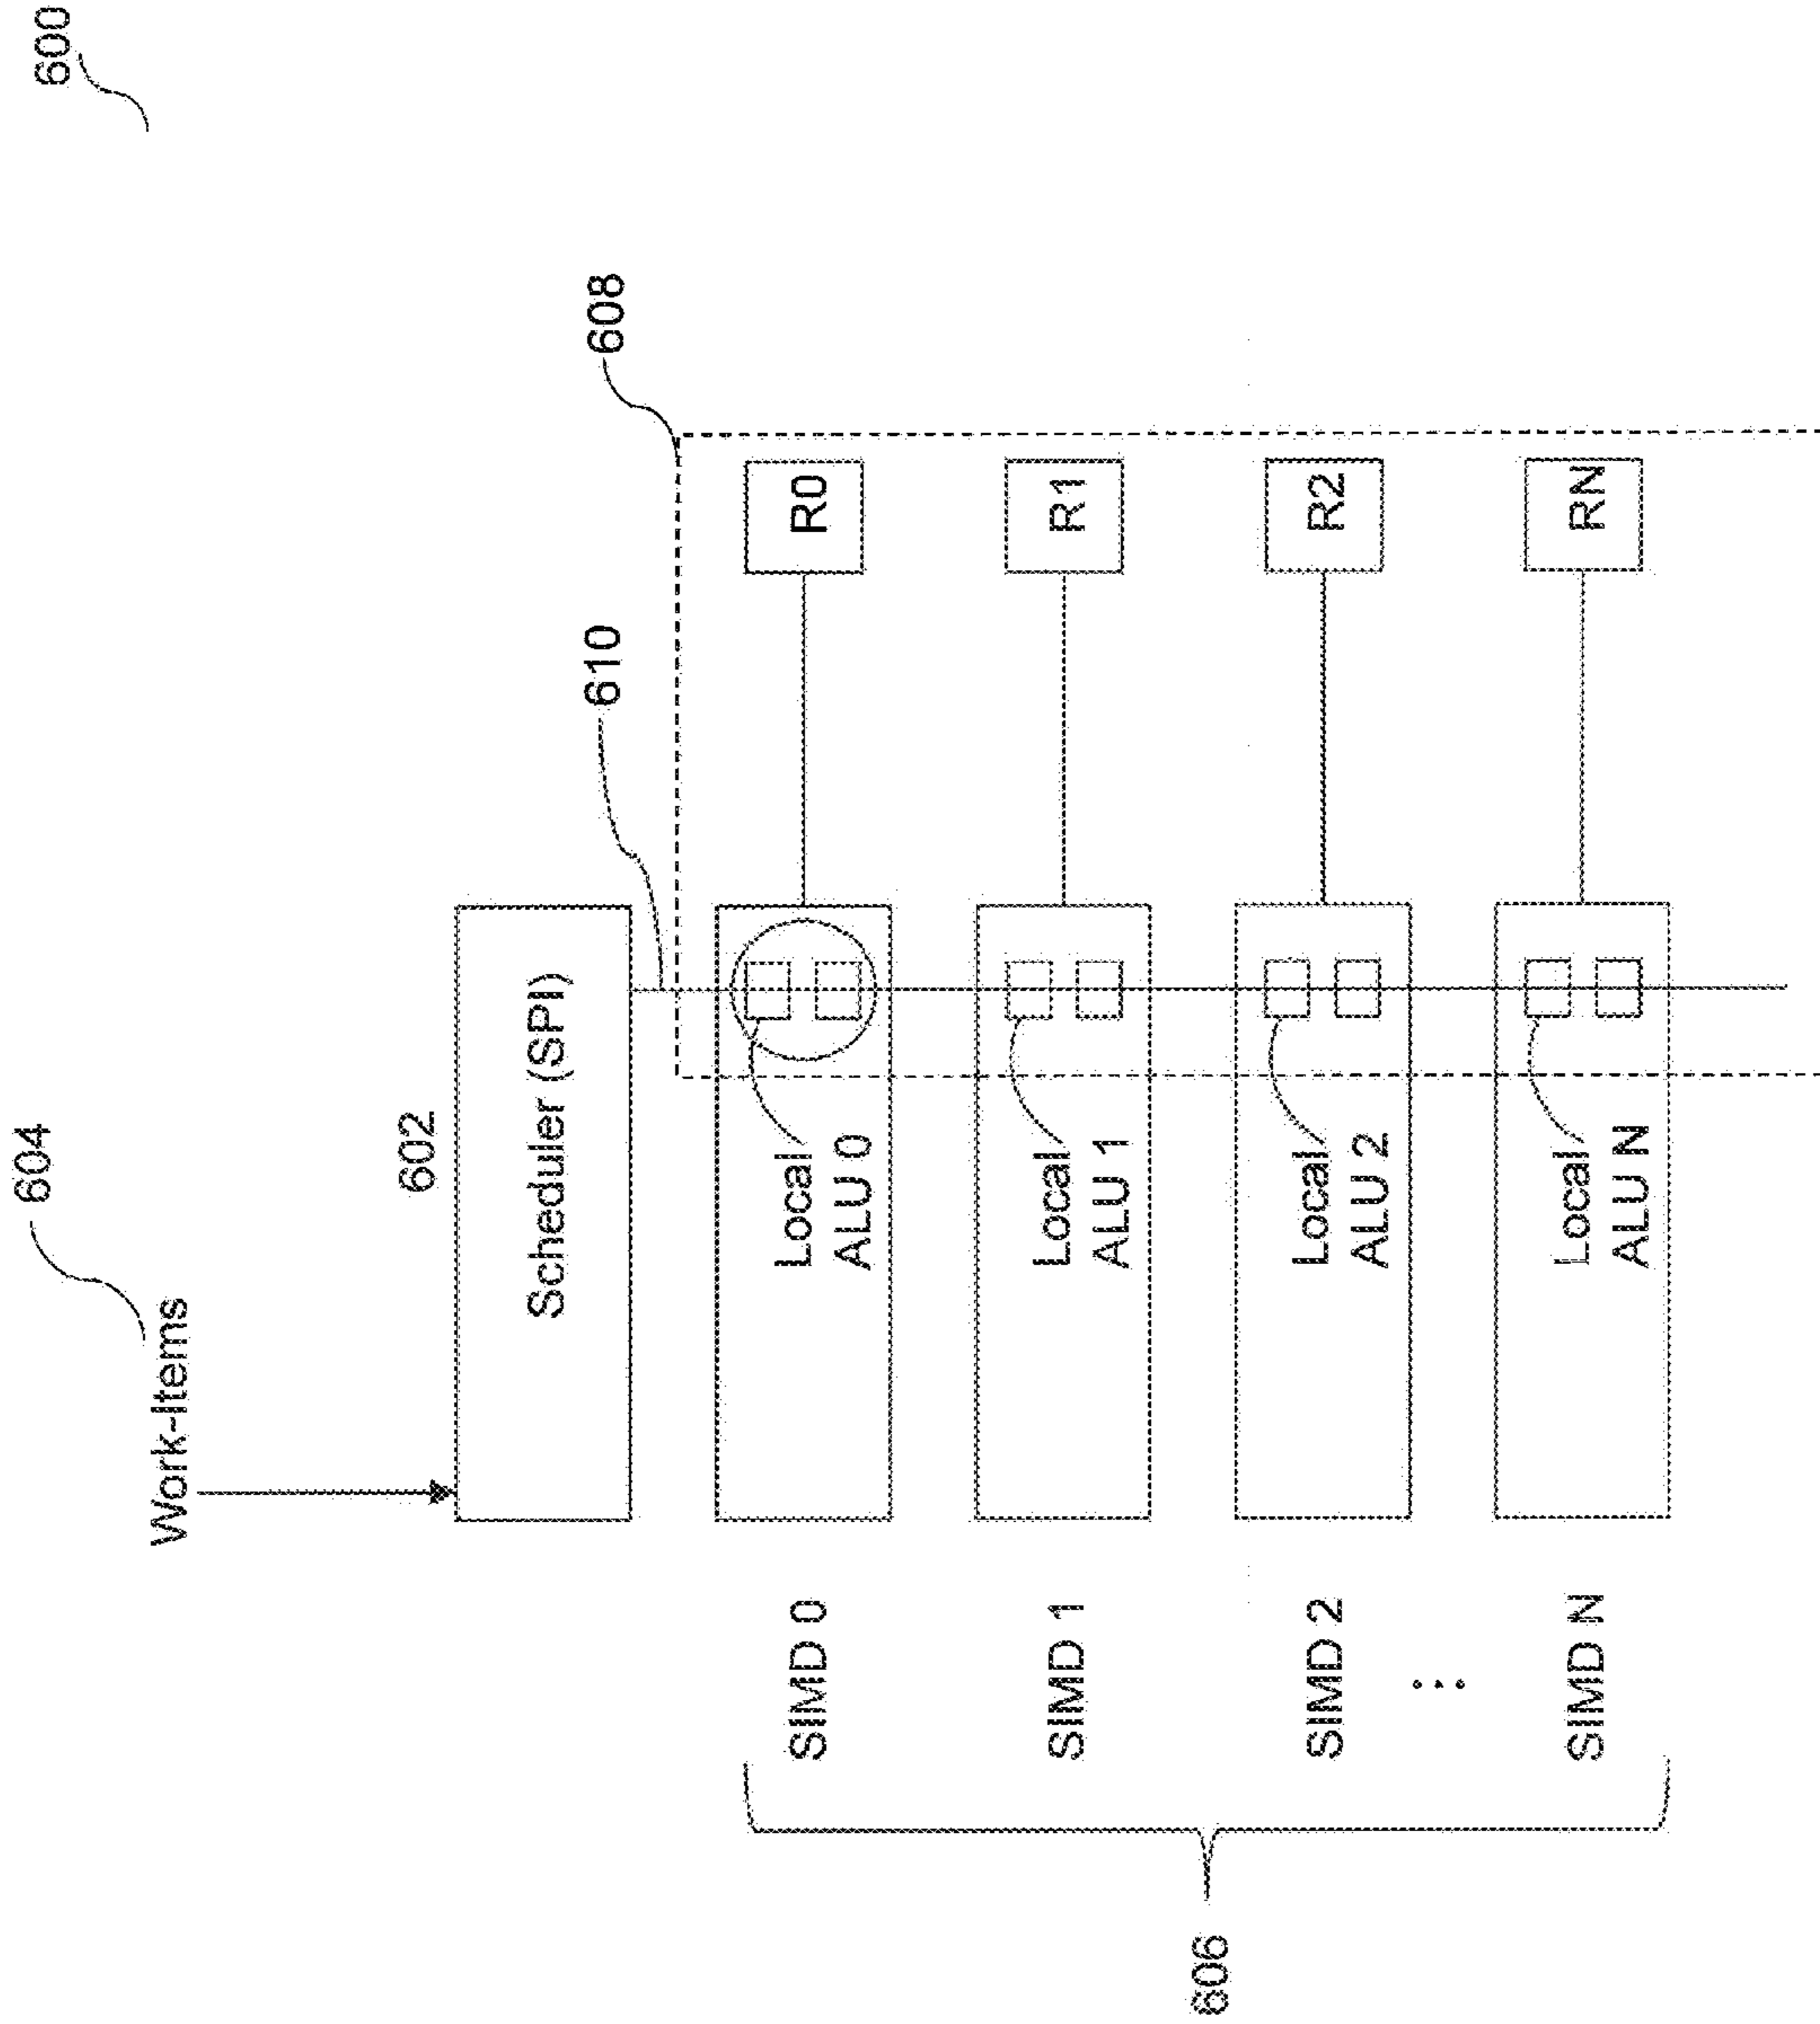 600
604
Work-Items
602
Scheduler (SPI)
610
608
SIMD 0
Local
ALU 0
R0
SIMD 1
Local
ALU 1
R1
SIMD 2
Local
ALU 2
R2
SIMD N
Local
ALU N
RN
606